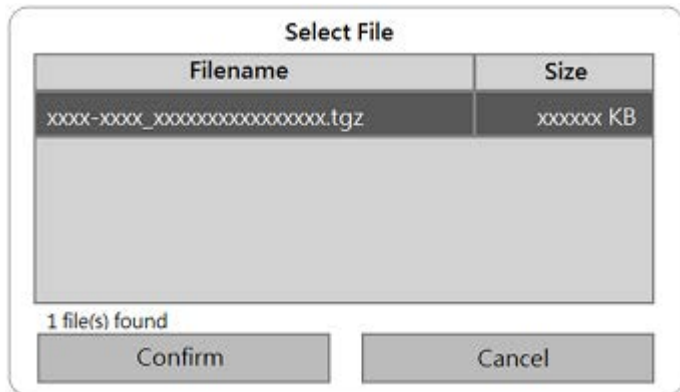 Select File
Filename Size
xxxx-xxxx_xxxxxxxxxxxxxxxx.tgz xxxxxx KB
1 file(s) found
Confirm Cancel